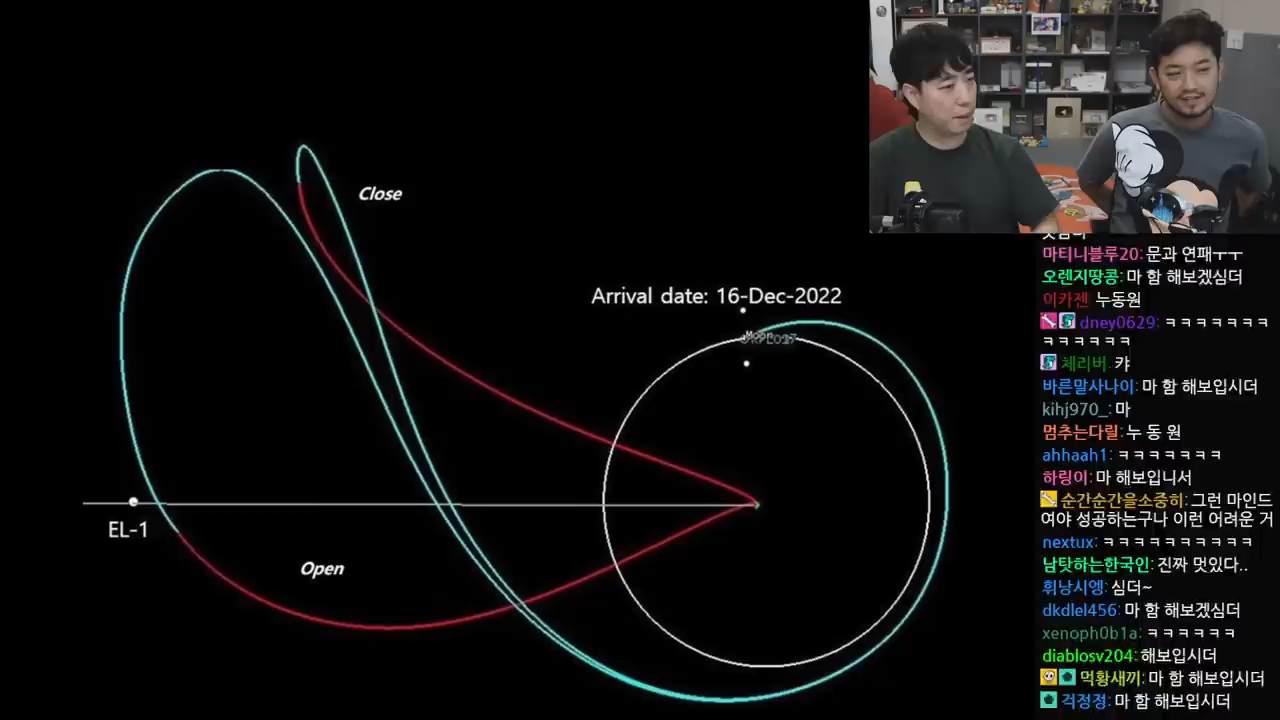 Close
Arrival date: 16-Dec-2022
Moon
EL-1
Open
마티니블루20: 문과 연패ㅜㅜ
오렌지땅콩: 마 함 해보겠심더
이카젠 누동원
dney0629: ㅋㅋㅋㅋㅋㅋㅋ
ㅋㅋㅋㅋㅋㅋ
체리버: 캬
바른말사나이: 마 함 해보입시더
kihj970_: 마
멈추는다릴: 누 동 원
ahhaah1: ㅋㅋㅋㅋㅋㅋㅋ
하링이: 마 해보입니서
순간순간을소중히: 그런 마인드
여야 성공하는구나 이런 어려운 거
nextux: ㅋㅋㅋㅋㅋㅋㅋㅋㅋㅋ
남탓하는한국인: 진짜 멋있다..
휘낭시엥: 심더~
dkdlel456: 마 함 해보겠심더
xenoph0b1a: ㅋㅋㅋㅋㅋㅋ
diablosv204: 해보입시더
먹황새끼: 마 함 해보입시더
걱정정: 마 함 해보입시더